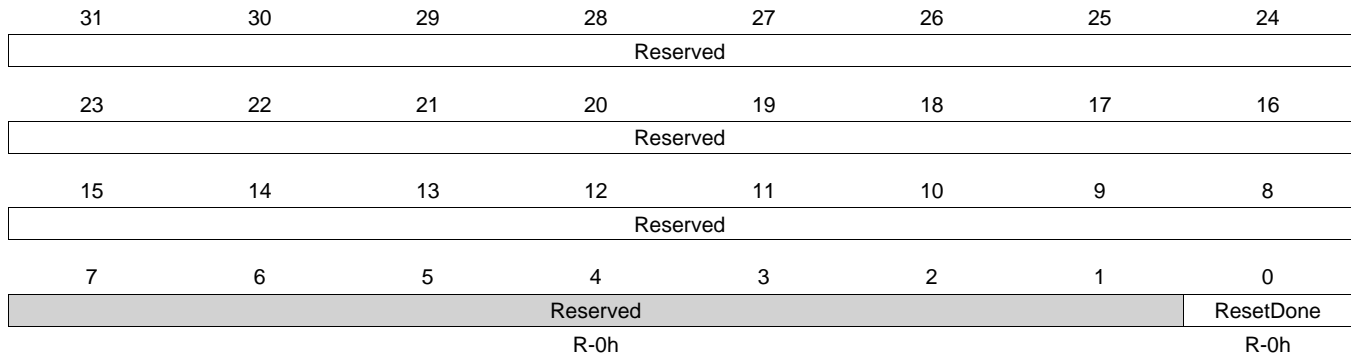 31 30 29 28 27 26 25 24
Reserved
23 22 21 20 19 18 17 16
Reserved
15 14 13 12 11 10 9 8
Reserved
7 6 5 4 3 2 1 0
Reserved ResetDone
R-0h R-0h